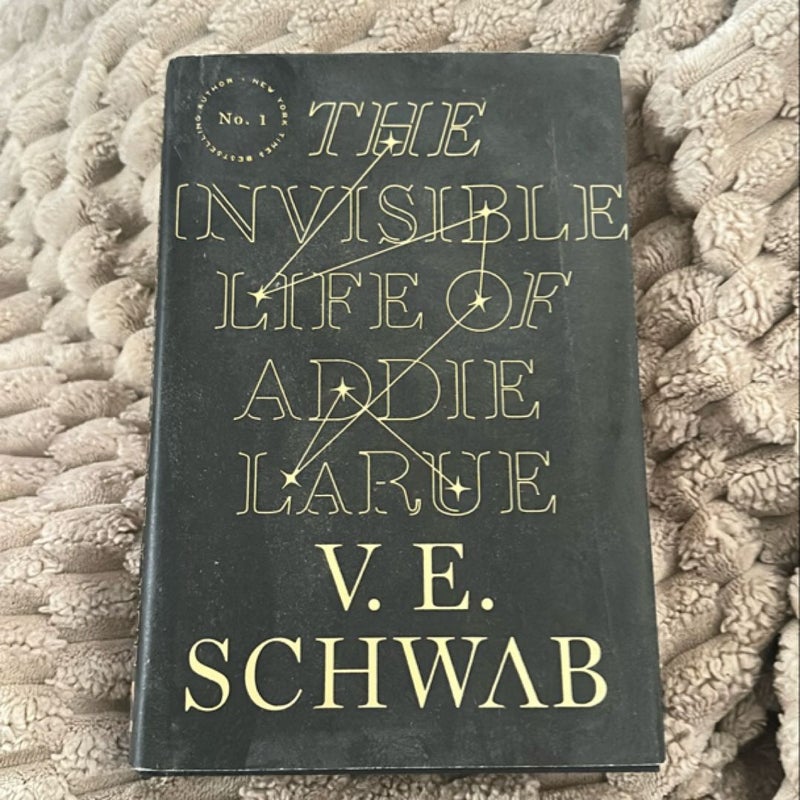 No. 1
NEW YORK TIMES BESTSELLING AUTHOR
THE
INVISIBLE
LIFE OF
ADDIE
LARUE
V. E.
SCHWAB